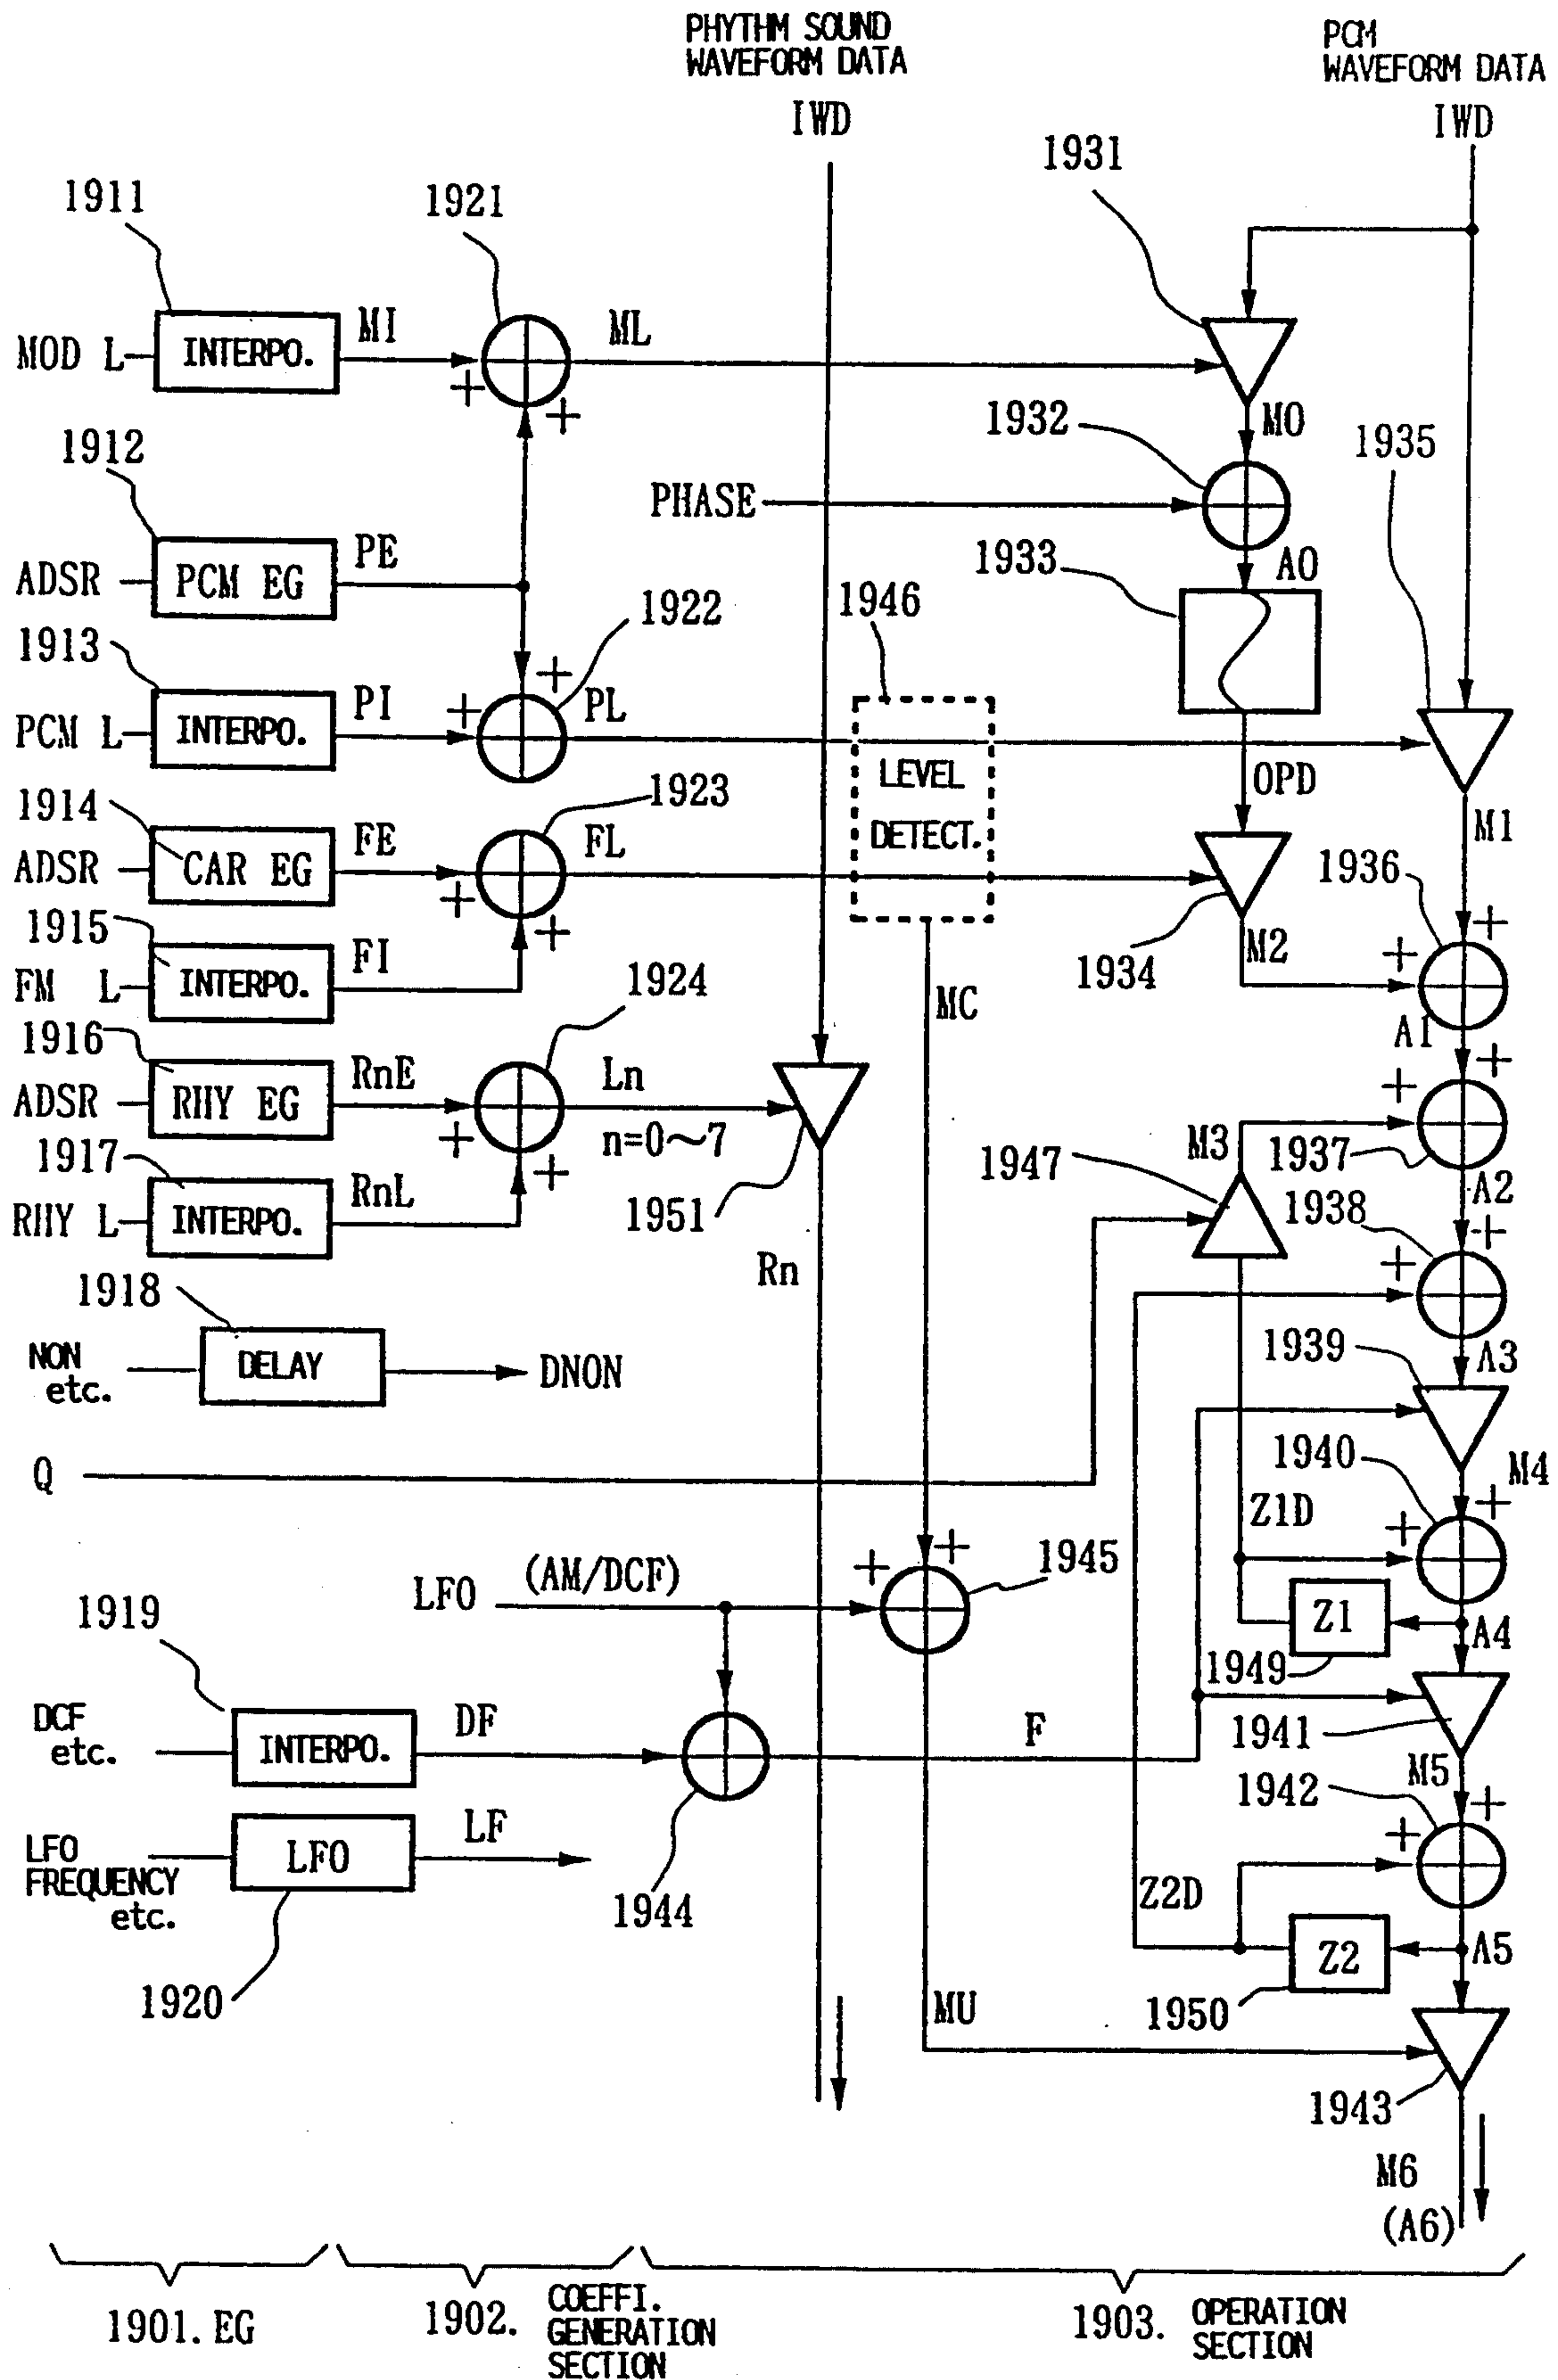 PHYTHM SOUND
WAVEFORM DATA
IWD
PCM
WAVEFORM DATA
IWD
1931
1911
1921
MOD L
INTERPO.
MI
ML
+
+
MO
1932
1935
1912
PHASE
ADSR
PCM EG
PE
1933
AO
1946
1922
1913
PCM L
INTERPO.
PI
+
+
PL
LEVEL
DETECT.
OPD
1923
1914
ADSR
CAR EG
FE
FL
+
+
M1
1936
1915
FM L
INTERPO.
FI
1934
M2
+
+
A1
1924
MC
1916
ADSR
RHY EG
RnE
Ln
n=0~7
+
+
+
+
M3
1937
A2
1947
1917
RHY L
INTERPO.
RnL
1951
1938
+
+
Rn
1918
NON
etc.
DELAY
DNON
1939
A3
Q
1940
M4
Z1D
+
+
LFO
(AM/DCF)
+
+
1945
Z1
A4
1949
1919
DCF
etc.
INTERPO.
DF
F
1941
M5
1942
+
+
LFO
FREQUENCY
etc.
LFO
LF
1944
Z2D
1920
Z2
A5
1950
MU
1943
M6
(A6)
1901. EG
1902. COEFFI.
GENERATION
SECTION
1903. OPERATION
SECTION